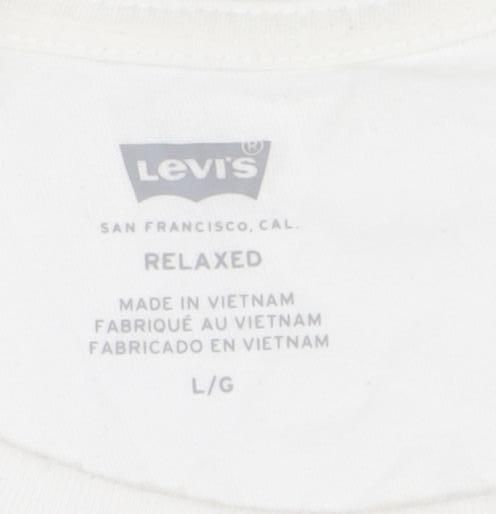 Levi's®
SAN FRANCISCO, CAL.
RELAXED
MADE IN VIETNAM
FABRIQUÉ AU VIETNAM
FABRICADO EN VIETNAM
L/G